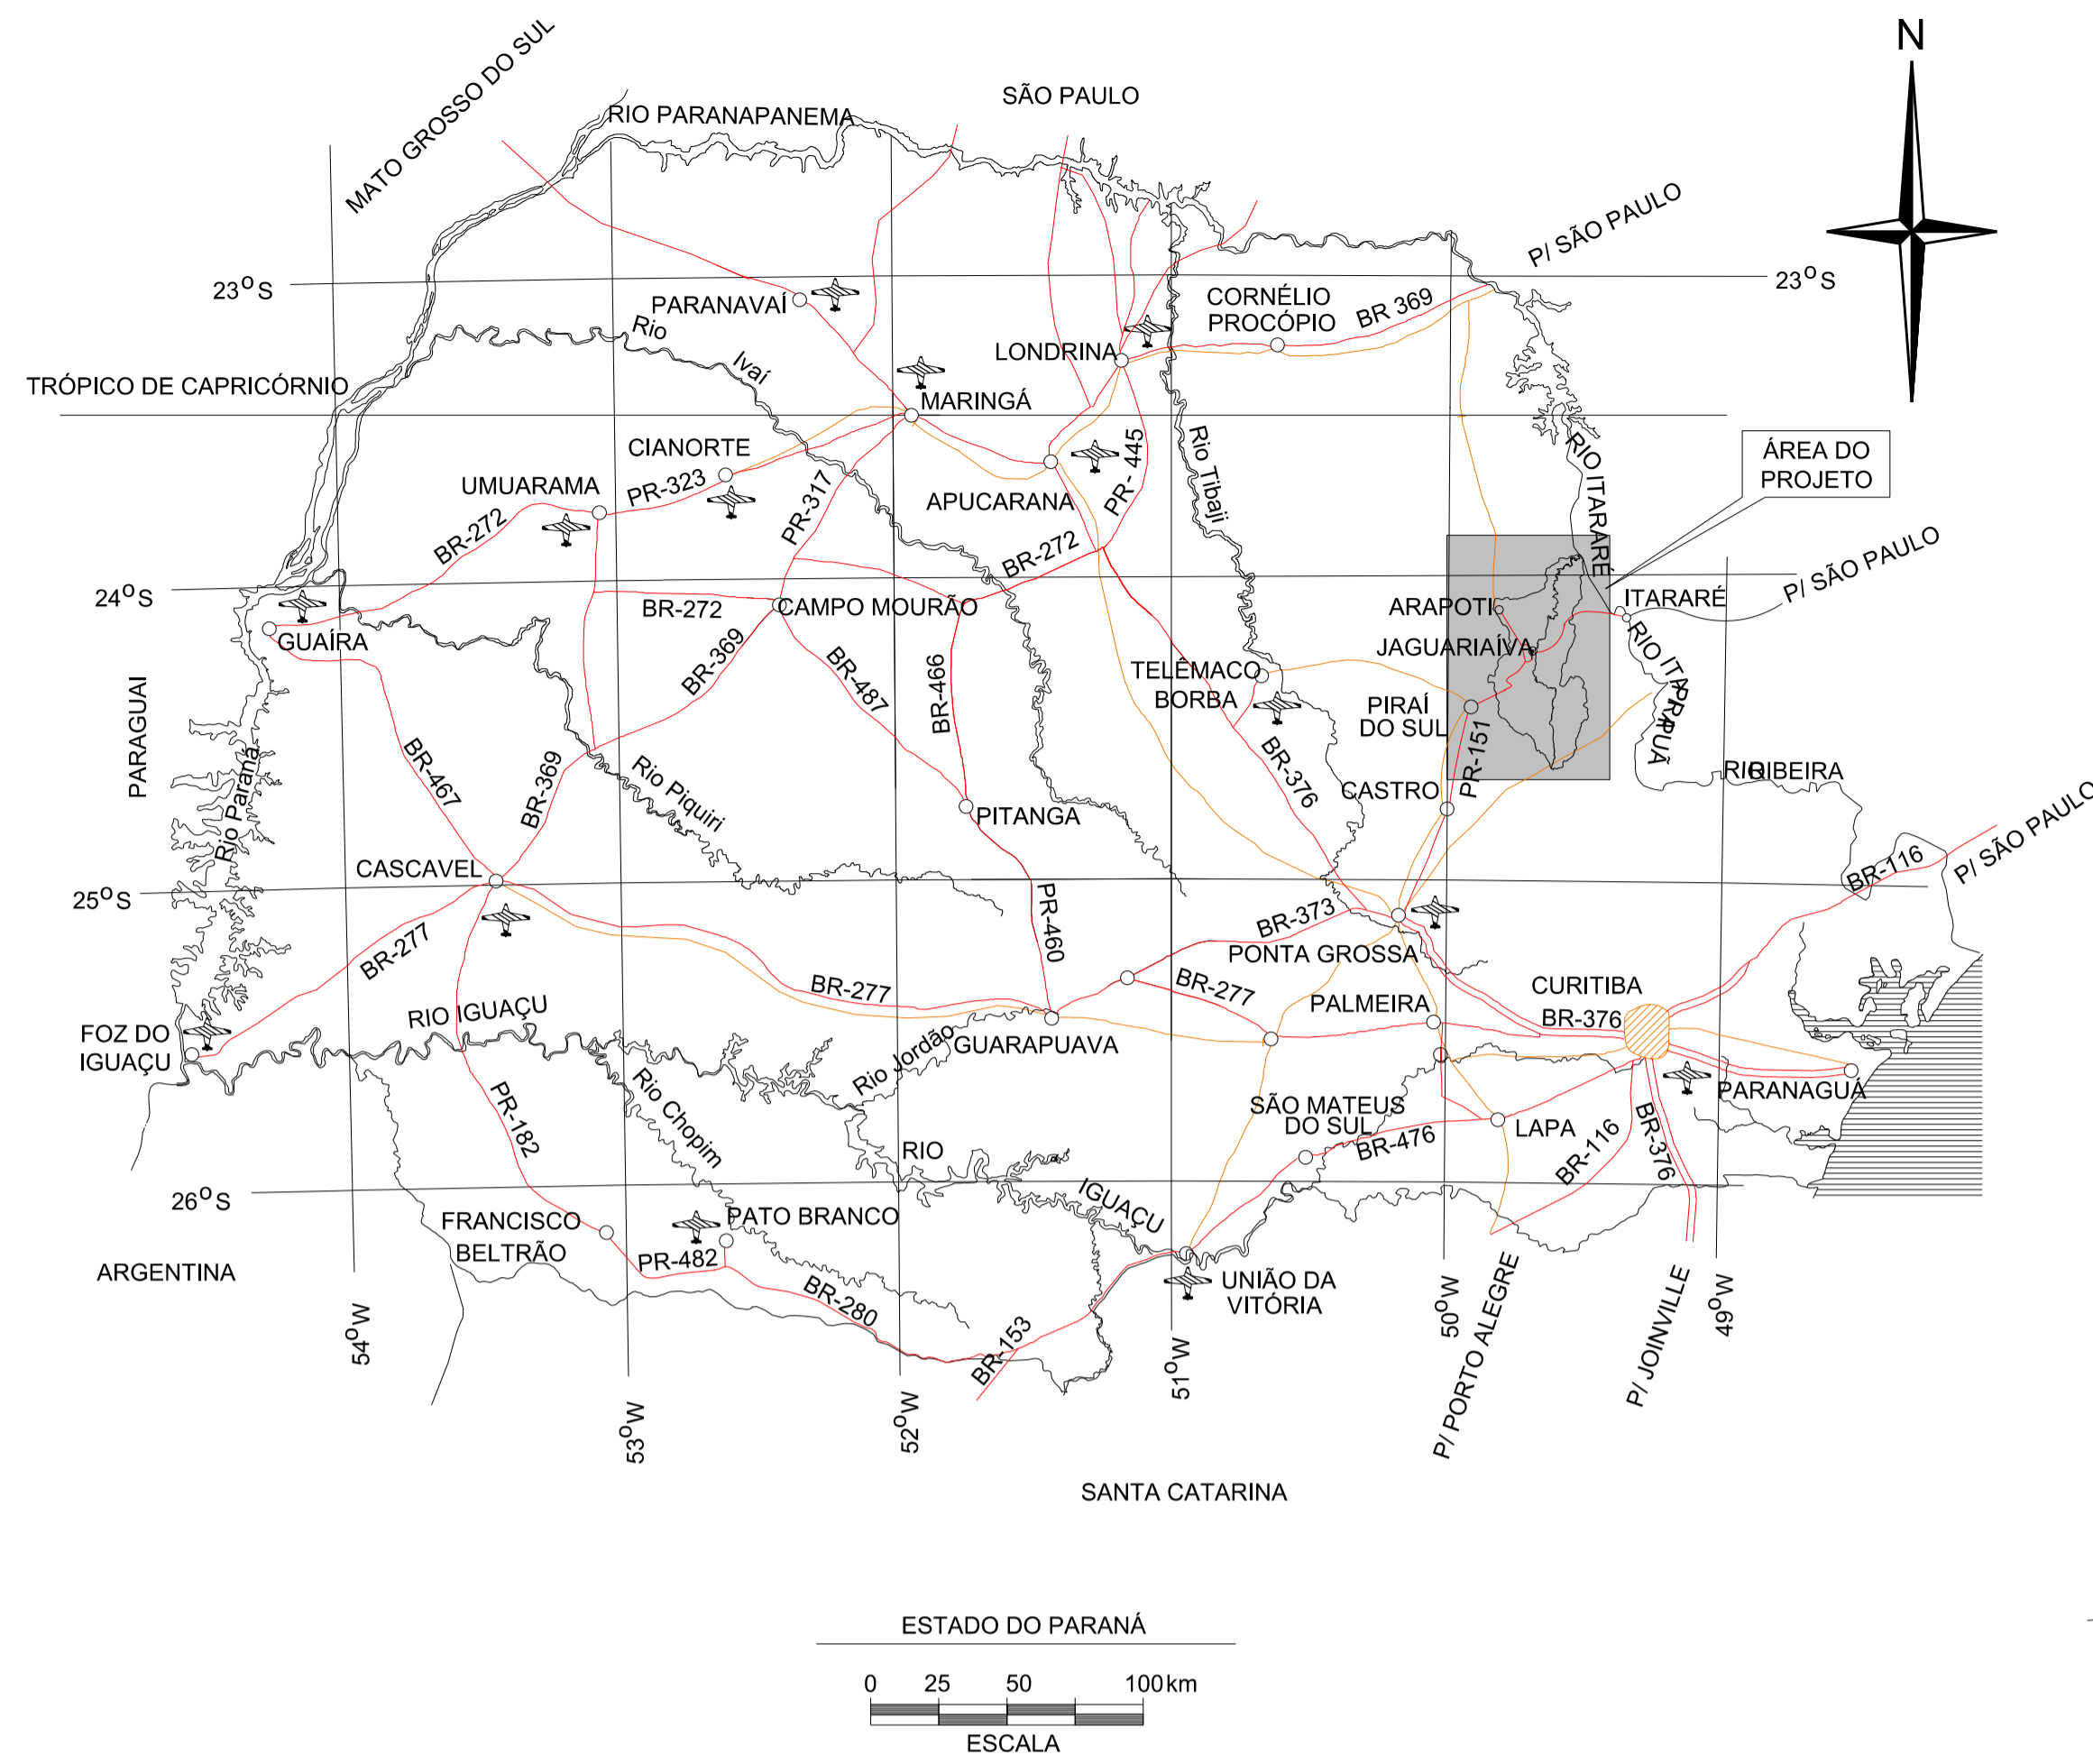 N
MATO GROSSO DO SUL
SÃO PAULO
RIO PARANAPANEMA
P/ SÃO PAULO
23°S
23°S
PARANAVAÍ
CORNÉLIO
PROCÓPIO
BR 369
Rio
Ivaí
LONDRINA
TRÓPICO DE CAPRICÓRNIO
MARINGÁ
CIANORTE
UMUARAMA
PR-323
PR-317
APUCARANA
PR- 445
Rio Tibaji
RIO ITARARÉ
ÁREA DO
PROJETO
BR-272
BR-272
24°S
P/ SÃO PAULO
GUAÍRA
BR-272
CAMPO MOURÃO
ARAPOTI
ITARARÉ
JAGUARIAÍVA
RIO ITAPIRAPUÃ
PARAGUAI
BR-369
BR-487
BR-466
TELÊMACO
BORBA
PIRAÍ
DO SUL
PR-151
Rio Paraná
BR-467
BR-369
Rio Piquiri
BR-376
CASTRO
RIO
RIBEIRA
PITANGA
CASCAVEL
BR-116
P/ SÃO PAULO
25°S
BR-277
PR-460
BR-373
PONTA GROSSA
BR-277
BR-277
CURITIBA
BR-376
PALMEIRA
RIO IGUAÇU
FOZ DO
IGUAÇU
Rio Jordão
GUARAPUAVA
PARANAGUÁ
PR-182
Rio Chopim
SÃO MATEUS
DO SUL
BR-476
LAPA
BR-116
BR-376
RIO
IGUAÇU
26°S
FRANCISCO
BELTRÃO
PATO BRANCO
PR-482
BR-280
BR-153
UNIÃO DA
VITÓRIA
ARGENTINA
54°W
53°W
52°W
51°W
50°W
49°W
P/ PORTO ALEGRE
P/ JOINVILLE
SANTA CATARINA
ESTADO DO PARANÁ
0 25 50 100km
ESCALA